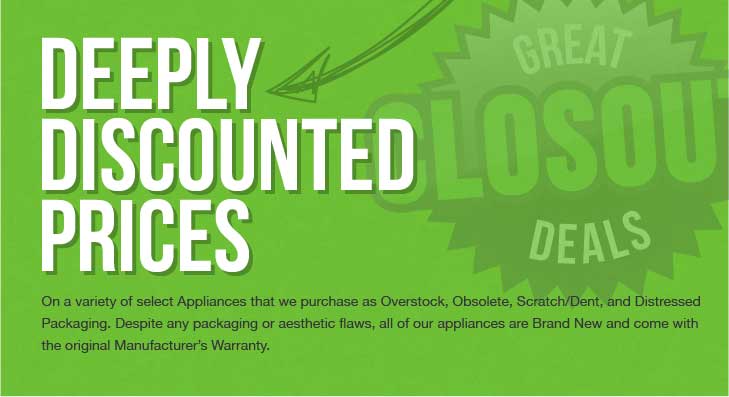 DEEPLY
DISCOUNTED
PRICES
GREAT
CLOSOU
DEALS
On a variety of select Appliances that we purchase as Overstock, Obsolete, Scratch/Dent, and Distressed
Packaging. Despite any packaging or aesthetic flaws, all of our appliances are Brand New and come with
the original Manufacturer's Warranty.